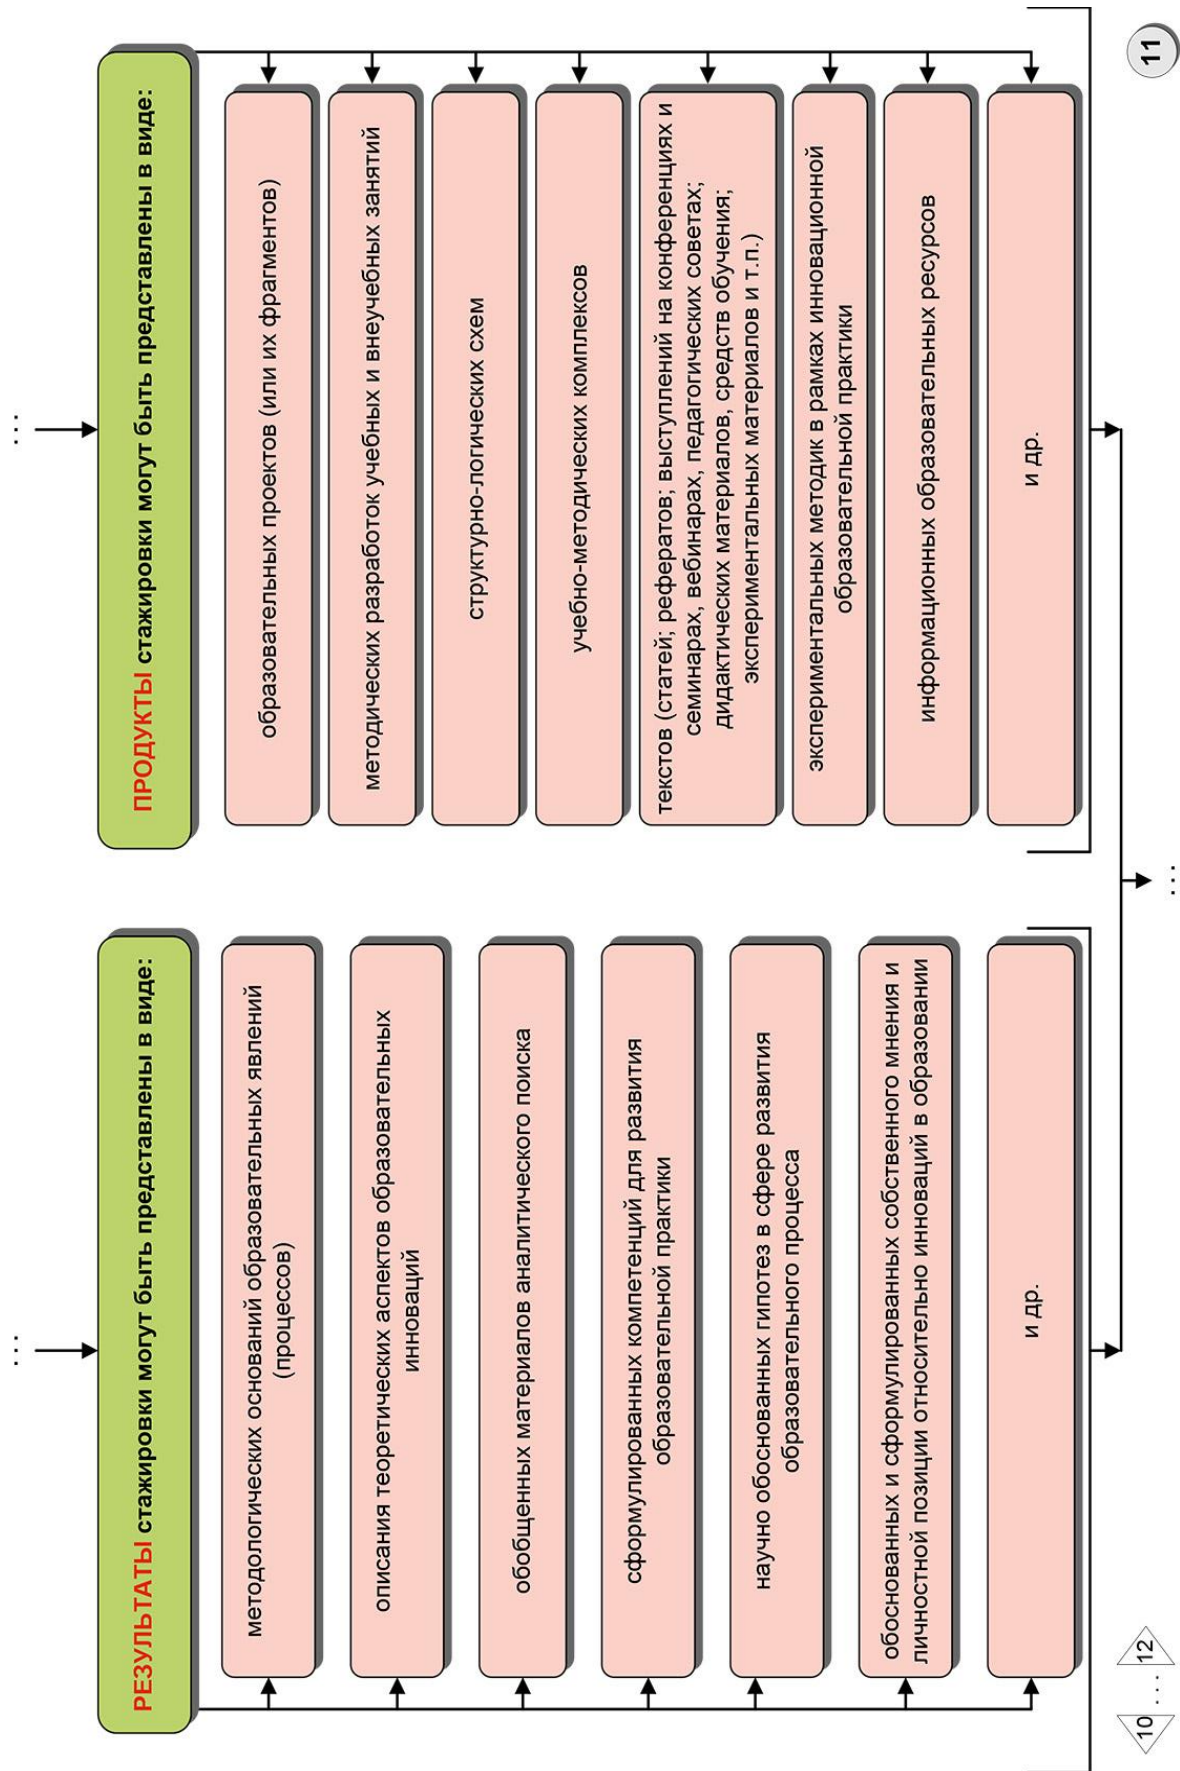 ...
РЕЗУЛЬТАТЫ стажировки могут быть представлены в виде:
методологических оснований образовательных явлений
(процессов)
описания теоретических аспектов образовательных
инноваций
обобщенных материалов аналитического поиска
сформулированных компетенций для развития
образовательной практики
научно обоснованных гипотез в сфере развития
образовательного процесса
обоснованных и сформулированных собственного мнения и
личностной позиции относительно инноваций в образовании
и др.
...
ПРОДУКТЫ стажировки могут быть представлены в виде:
образовательных проектов (или их фрагментов)
методических разработок учебных и внеучебных занятий
структурно-логических схем
учебно-методических комплексов
текстов (статей; рефератов; выступлений на конференциях и
семинарах, вебинарах, педагогических советах;
дидактических материалов, средств обучения;
экспериментальных материалов и т.п.)
экспериментальных методик в рамках инновационной
образовательной практики
информационных образовательных ресурсов
и др.
...
10 .... 12
11